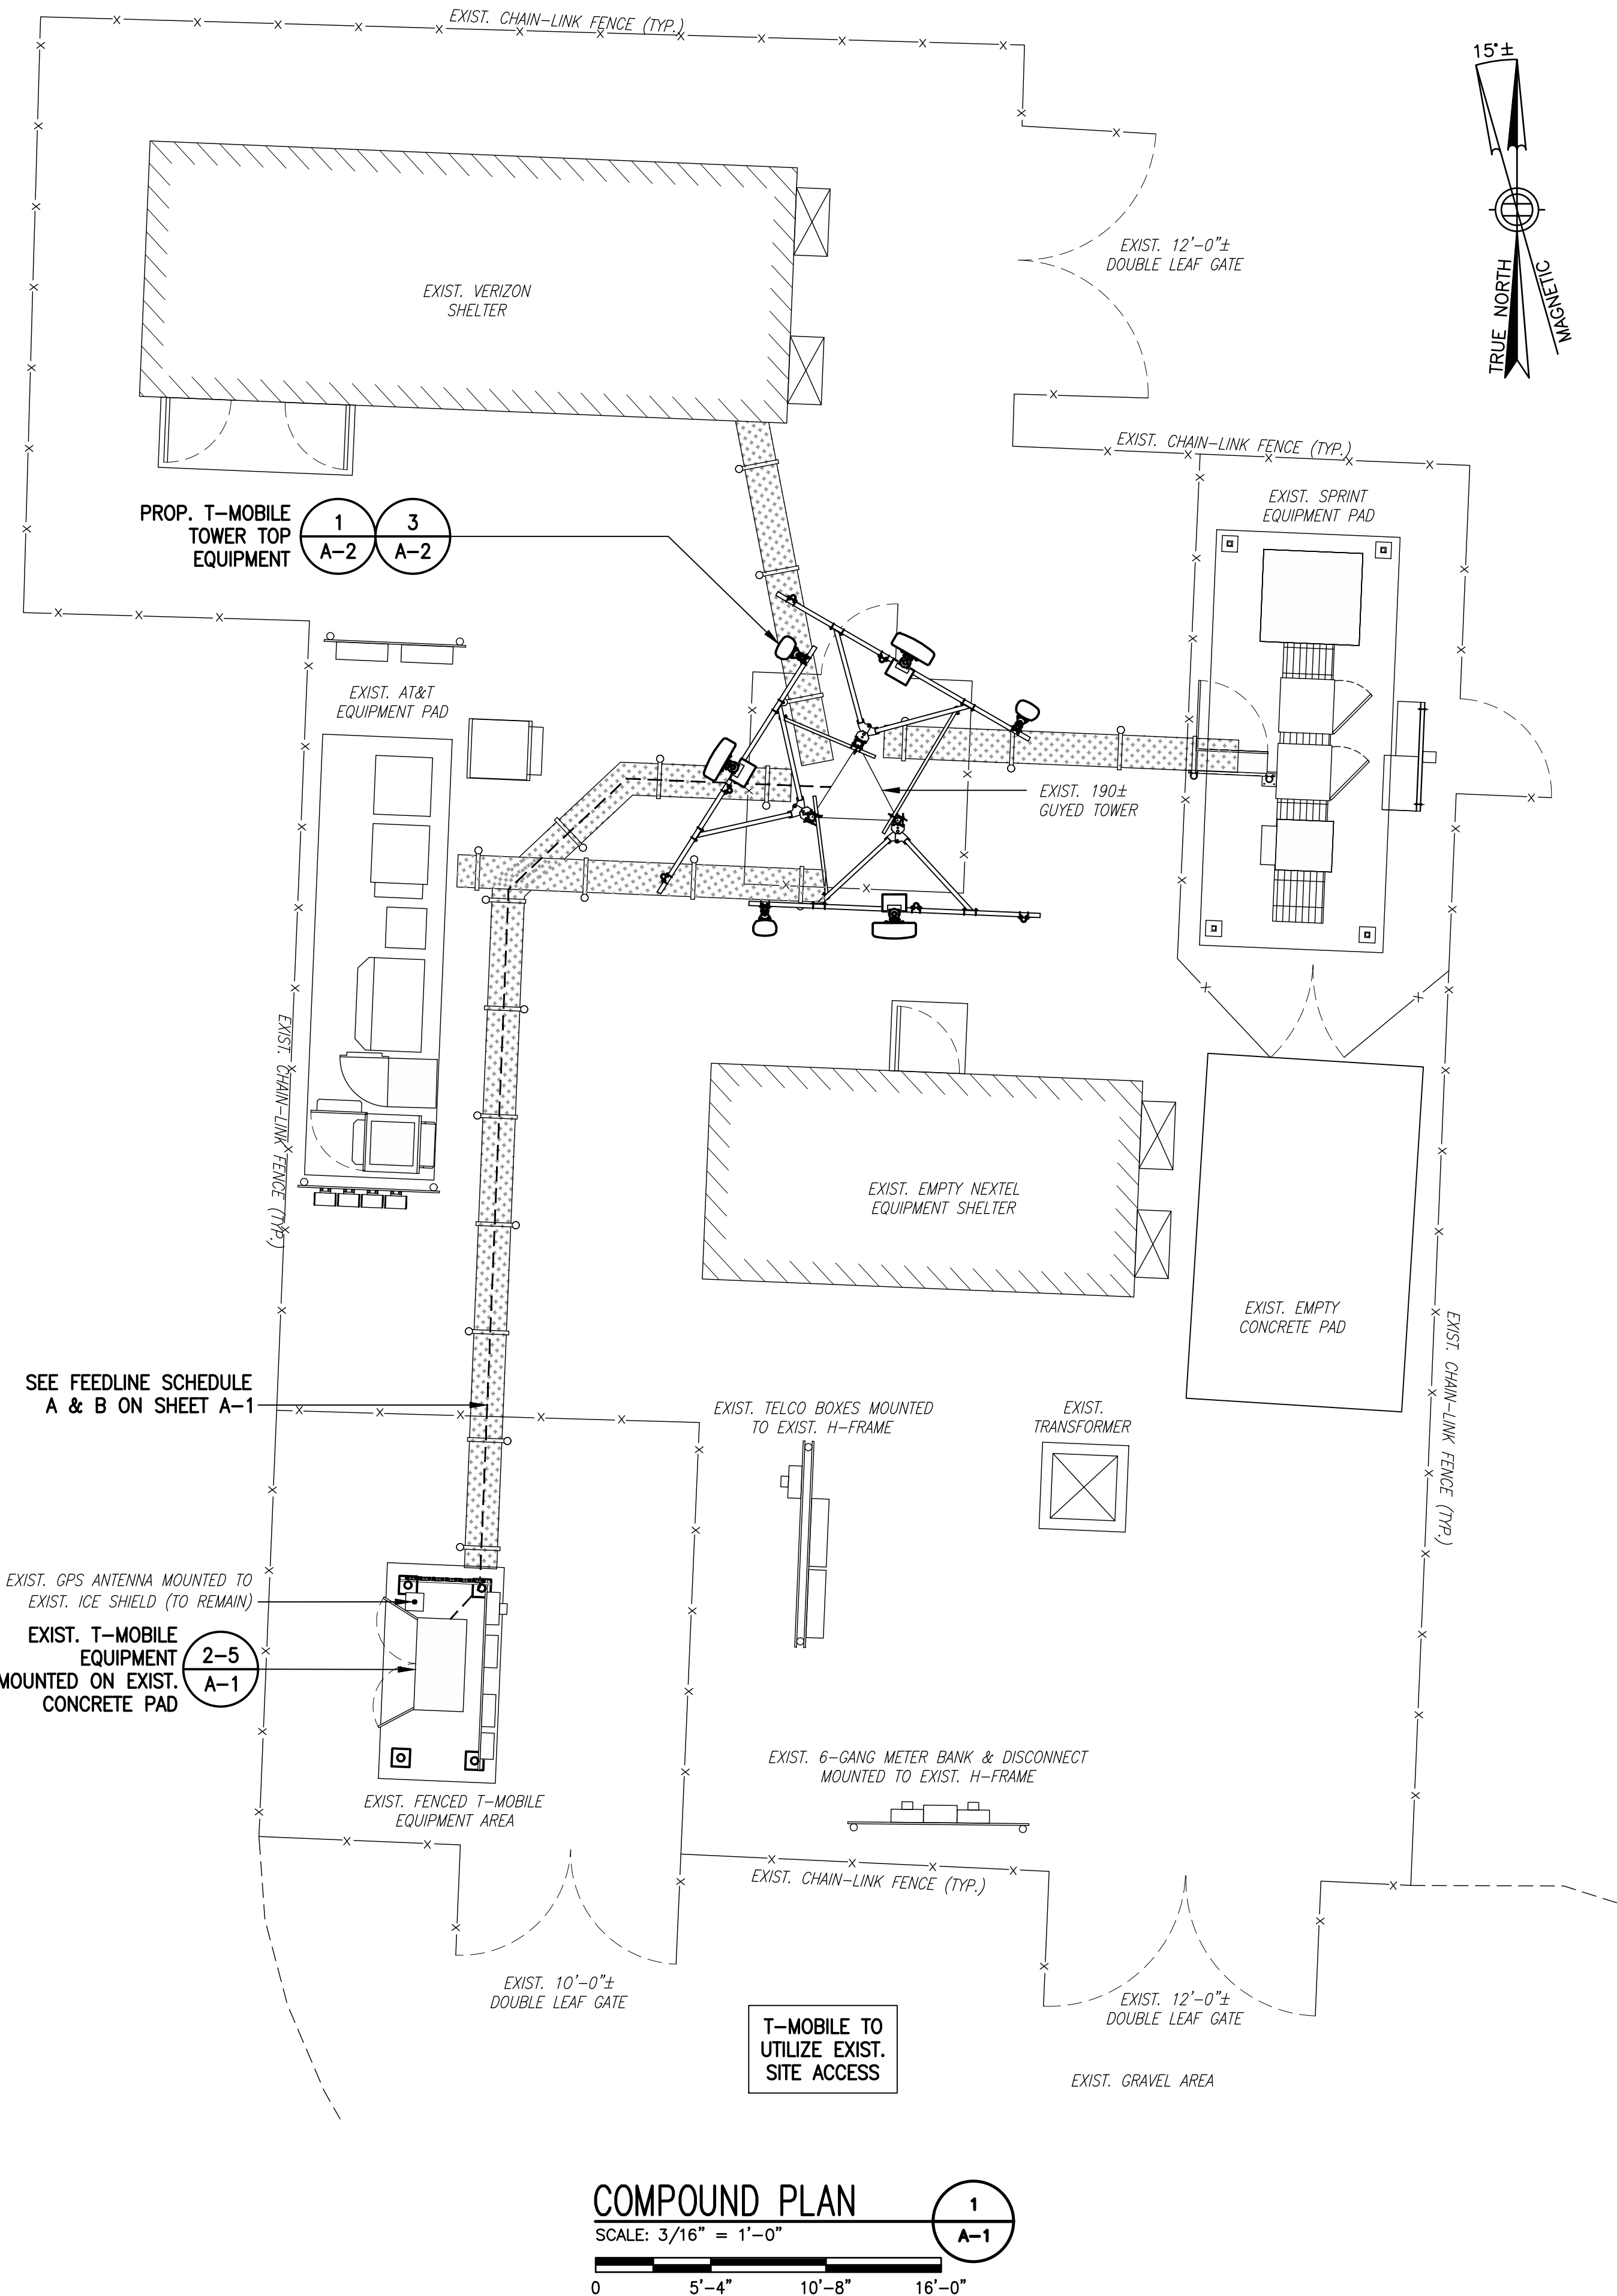 EXIST. CHAIN-LINK FENCE (TYP.)
15°±
TRUE NORTH
MAGNETIC
EXIST. 12'-0"±
DOUBLE LEAF GATE
EXIST. VERIZON
SHELTER
EXIST. CHAIN-LINK FENCE (TYP.)
EXIST. SPRINT
EQUIPMENT PAD
PROP. T-MOBILE
TOWER TOP
EQUIPMENT
1
A-2
3
A-2
EXIST. AT&T
EQUIPMENT PAD
EXIST. 190±
GUYED TOWER
EXIST. CHAIN-LINK FENCE (TYP.)
EXIST. EMPTY NEXTEL
EQUIPMENT SHELTER
EXIST. EMPTY
CONCRETE PAD
EXIST. CHAIN-LINK FENCE (TYP.)
SEE FEEDLINE SCHEDULE
A & B ON SHEET A-1
EXIST. TELCO BOXES MOUNTED
TO EXIST. H-FRAME
EXIST.
TRANSFORMER
EXIST. GPS ANTENNA MOUNTED TO
EXIST. ICE SHIELD (TO REMAIN)
EXIST. T-MOBILE
EQUIPMENT
MOUNTED ON EXIST.
CONCRETE PAD
2-5
A-1
EXIST. FENCED T-MOBILE
EQUIPMENT AREA
EXIST. 6-GANG METER BANK & DISCONNECT
MOUNTED TO EXIST. H-FRAME
EXIST. CHAIN-LINK FENCE (TYP.)
EXIST. 10'-0"±
DOUBLE LEAF GATE
EXIST. 12'-0"±
DOUBLE LEAF GATE
T-MOBILE TO
UTILIZE EXIST.
SITE ACCESS
EXIST. GRAVEL AREA
COMPOUND PLAN
1
A-1
SCALE: 3/16" = 1'-0"
0 5'-4" 10'-8" 16'-0"